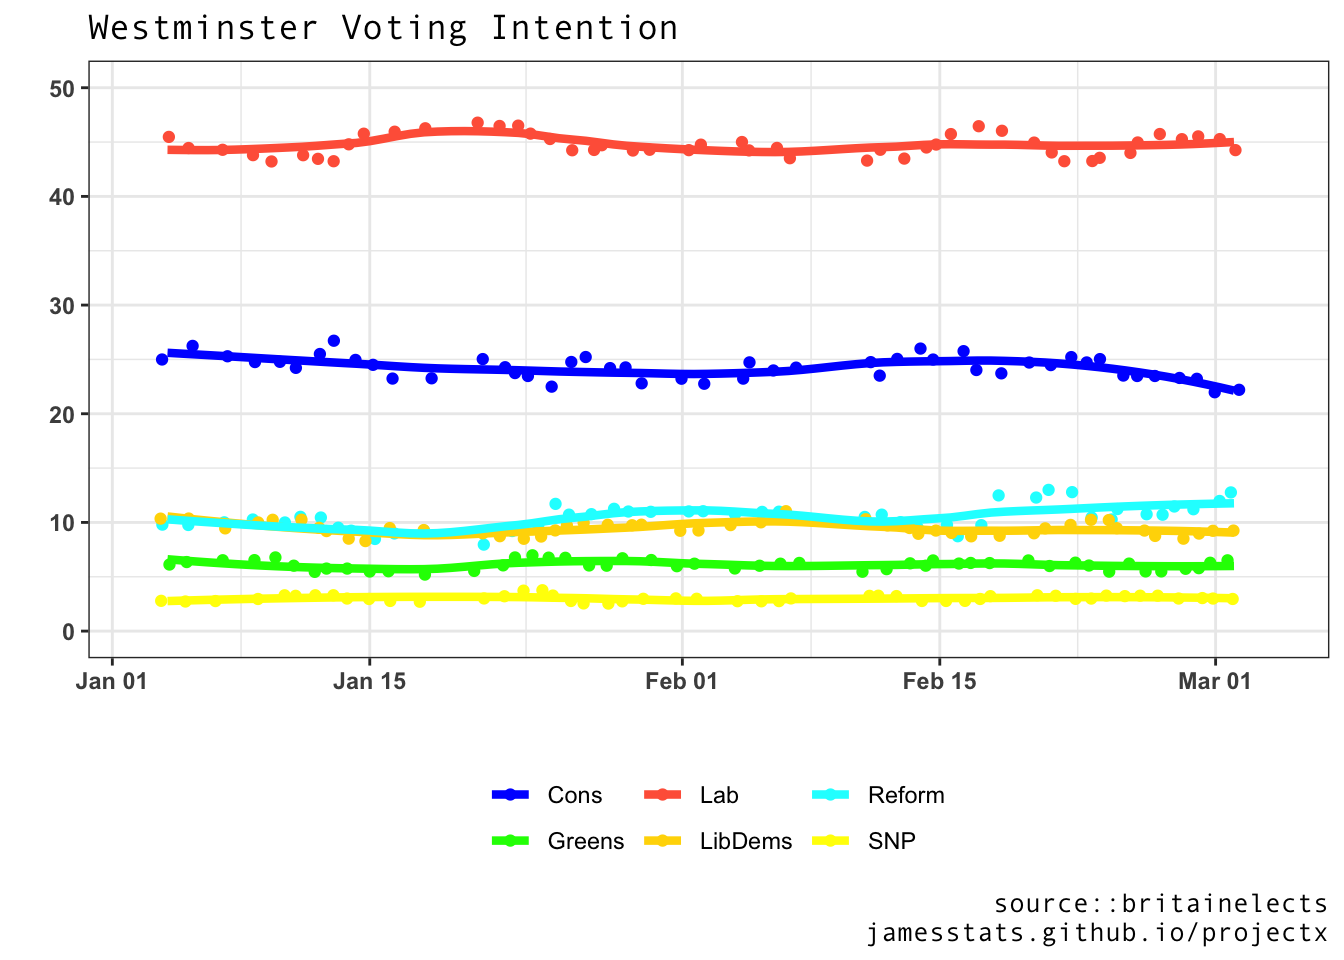 Westminster Voting Intention
50
40
30
20
10
0
Jan 01 Jan 15 Feb 01 Feb 15 Mar 01
Cons Lab Reform
Greens LibDems SNP
source::britainelects
jamesstats.github.io/projectx